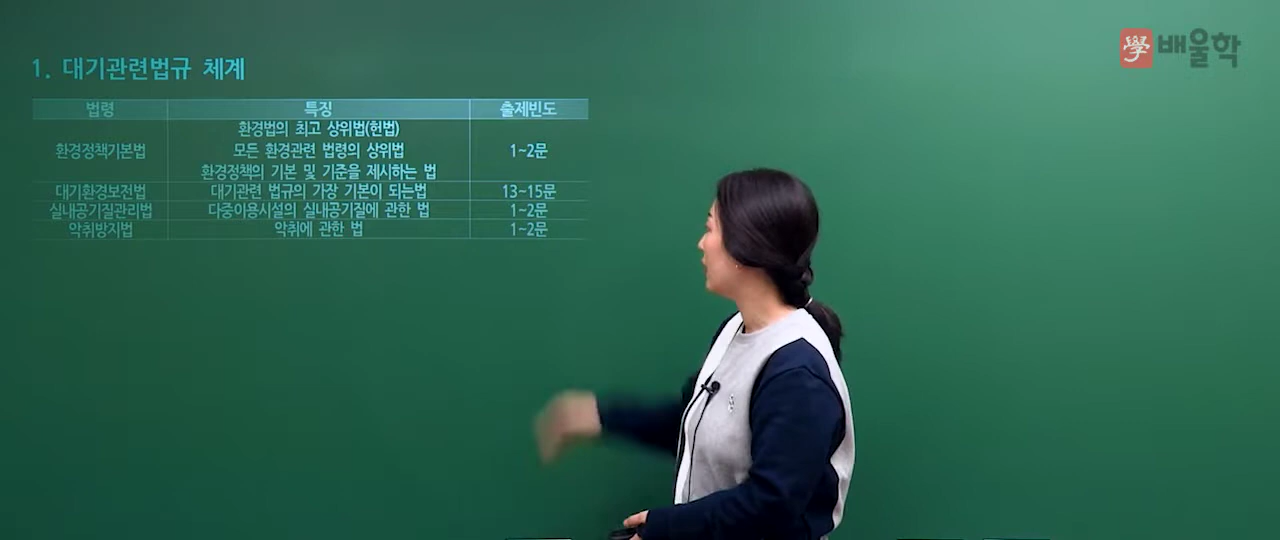 學 배울학
1. 대기관련법규 체계
법령 특징 출제빈도
환경정책기본법 환경법의 최고 상위법(헌법) 1~2문
모든 환경관련 법령의 상위법
환경정책의 기본 및 기준을 제시하는 법
대기환경보전법 대기관련 법규의 가장 기본이 되는법 13~15문
실내공기질관리법 다중이용시설의 실내공기질에 관한 법 1~2문
악취방지법 악취에 관한 법 1~2문